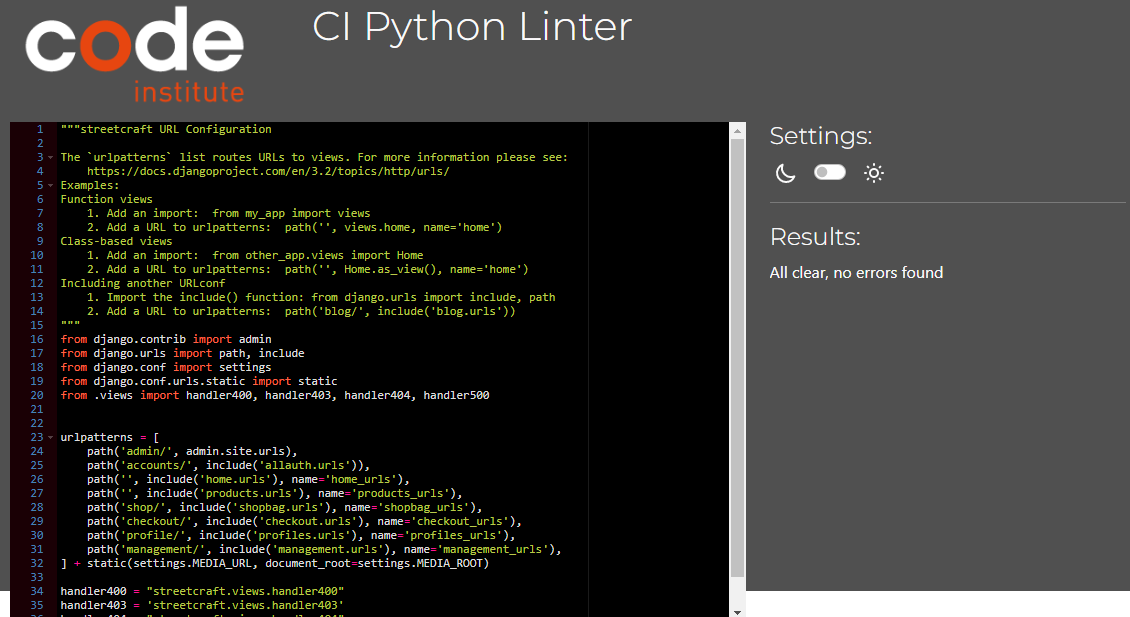 code
institute
CI Python Linter
1 """streetcraft URL Configuration
2
3 The `urlpatterns` list routes URLs to views. For more information please see:
4     https://docs.djangoproject.com/en/3.2/topics/http/urls/
5 Examples:
6 Function views
7     1. Add an import:  from my_app import views
8     2. Add a URL to urlpatterns:  path('', views.home, name='home')
9 Class-based views
10     1. Add an import:  from other_app.views import Home
11     2. Add a URL to urlpatterns:  path('', Home.as_view(), name='home')
12 Including another URLconf
13     1. Import the include() function: from django.urls import include, path
14     2. Add a URL to urlpatterns:  path('blog/', include('blog.urls'))
15 """
16 from django.contrib import admin
17 from django.urls import path, include
18 from django.conf import settings
19 from django.conf.urls.static import static
20 from .views import handler400, handler403, handler404, handler500
21
22
23 urlpatterns = [
24     path('admin/', admin.site.urls),
25     path('accounts/', include('allauth.urls')),
26     path('', include('home.urls'), name='home_urls'),
27     path('', include('products.urls'), name='products_urls'),
28     path('shop/', include('shopbag.urls'), name='shopbag_urls'),
29     path('checkout/', include('checkout.urls'), name='checkout_urls'),
30     path('profile/', include('profiles.urls'), name='profiles_urls'),
31     path('management/', include('management.urls'), name='management_urls'),
32 ] + static(settings.MEDIA_URL, document_root=settings.MEDIA_ROOT)
33
34 handler400 = "streetcraft.views.handler400"
35 handler403 = 'streetcraft.views.handler403'
Settings:
Results:
All clear, no errors found